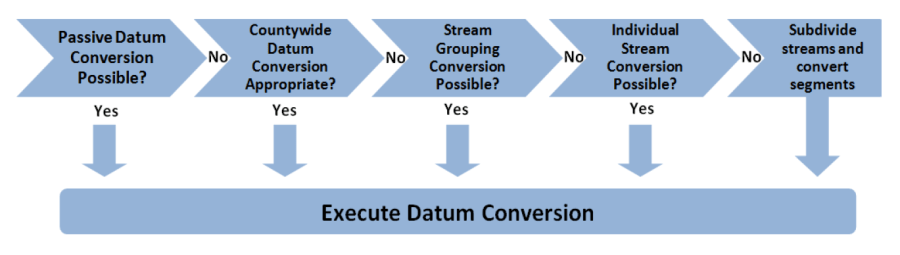 Passive Datum
Conversion
Possible?
No
Countywide
Datum
Conversion
Appropriate?
No
Stream
Grouping
Conversion
Possible?
No
Individual
Stream
Conversion
Possible?
No
Subdivide
streams and
convert
segments
Yes
Yes
Yes
Yes
Execute Datum Conversion